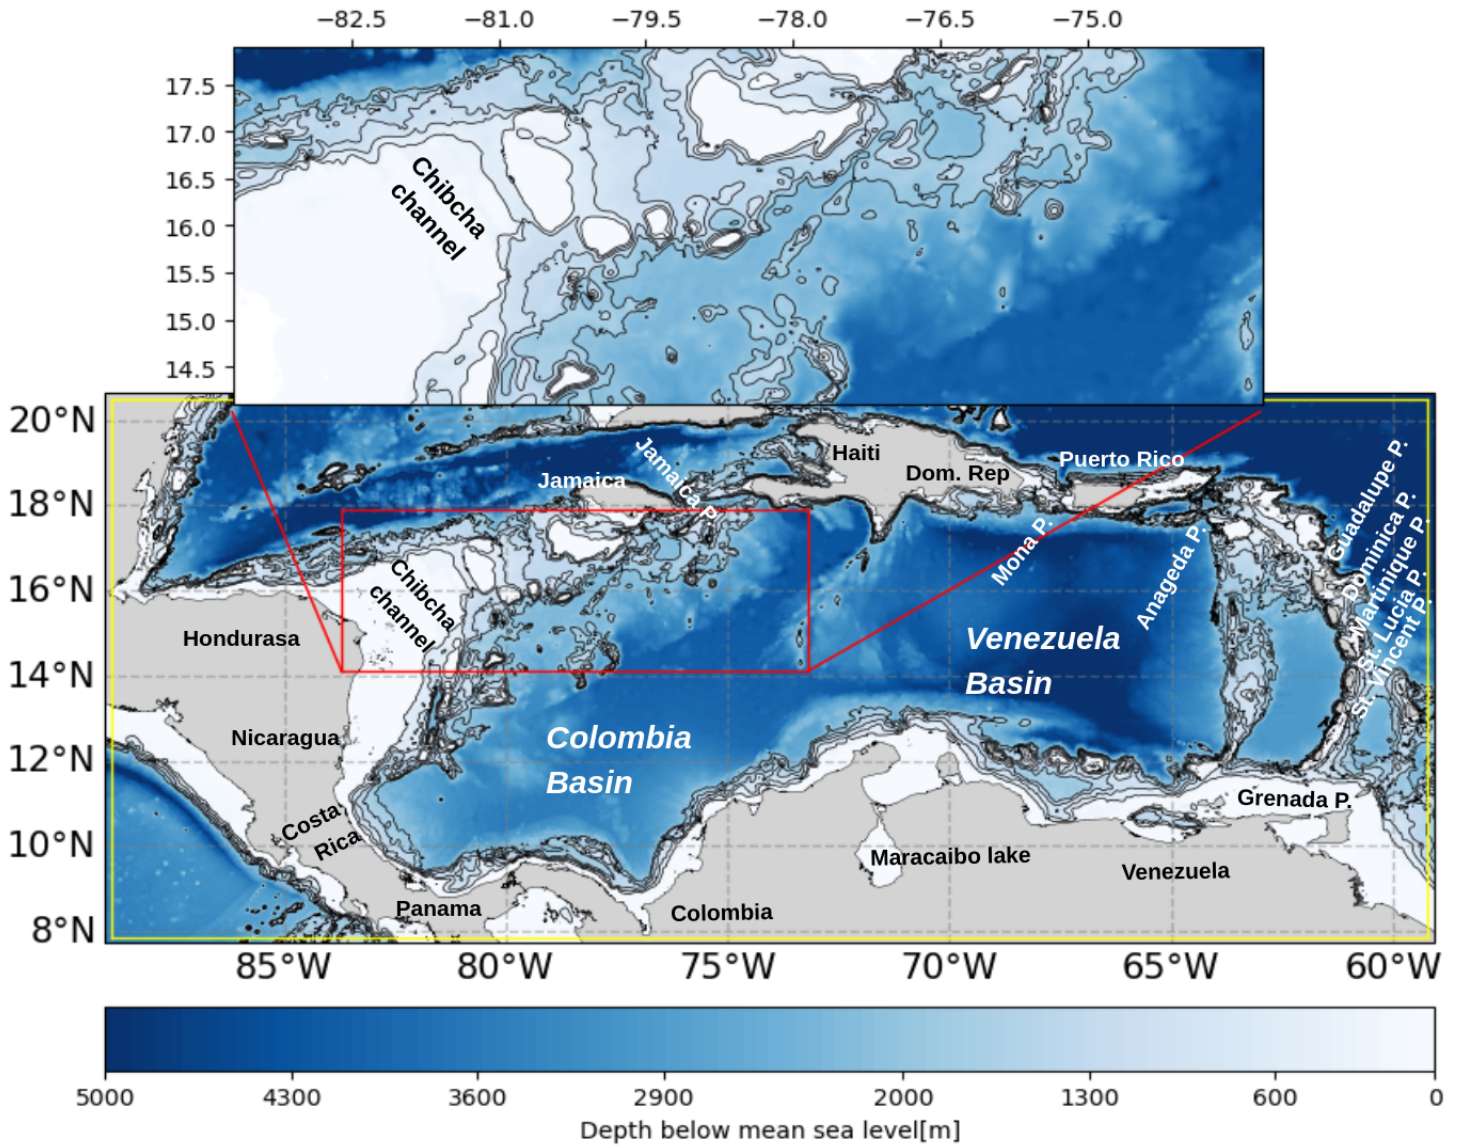 −82.5 −81.0 −79.5 −78.0 −76.5 −75.0
17.5
17.0
16.5
16.0
15.5
15.0
14.5
Chibcha
channel
20°N
18°N
16°N
14°N
12°N
10°N
8°N
Jamaica
Jamaica P.
Haiti
Dom. Rep
Puerto Rico
Mona P.
Anageda P.
Guadalupe P.
Dominica P.
Martinique P.
St. Lucia P.
St. Vincent P.
Chibcha
channel
Hondurasa
Nicaragua
Venezuela
Basin
Colombia
Basin
Costa
Rica
Grenada P.
Maracaibo lake
Venezuela
Panama
Colombia
85°W 80°W 75°W 70°W 65°W 60°W
5000 4300 3600 2900 2000 1300 600 0
Depth below mean sea level[m]